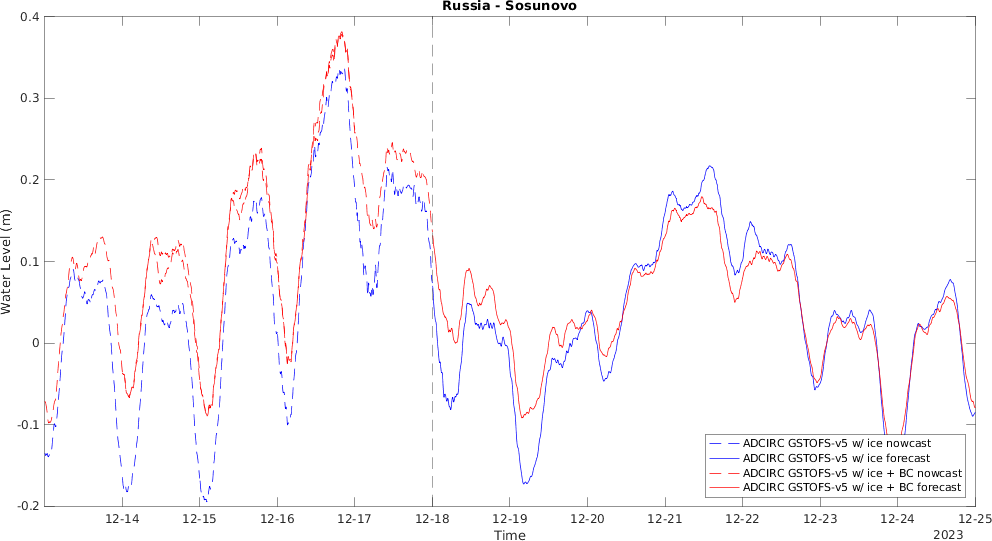 Russia - Sosunovo
Water Level (m)
0.4
0.3
0.2
0.1
0
-0.1
-0.2
ADCIRC GSTOFS-v5 w/ ice nowcast
ADCIRC GSTOFS-v5 w/ ice forecast
ADCIRC GSTOFS-v5 w/ ice + BC nowcast
ADCIRC GSTOFS-v5 w/ ice + BC forecast
12-14 12-15 12-16 12-17 12-18 12-19 12-20 12-21 12-22 12-23 12-24 12-25
Time
2023